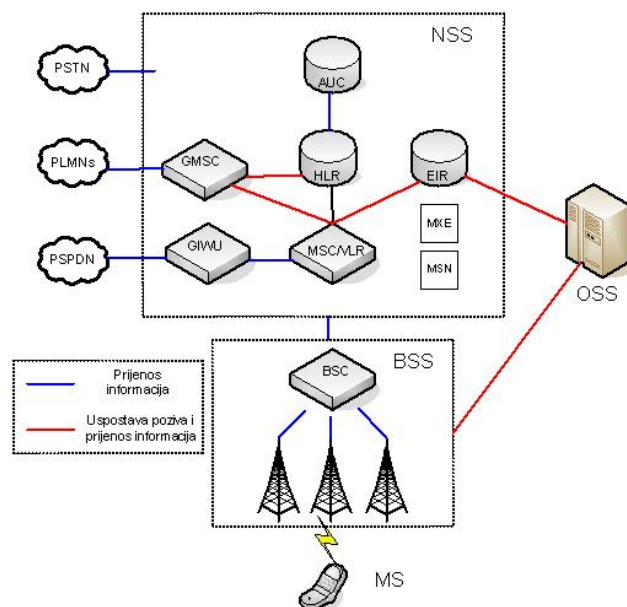 NSS
PSTN
AUC
PLMNs
GMSC
HLR
EIR
MXE
PSPDN
GIWU
MSC/VLR
MSN
OSS
BSS
BSC
Prijenos
informacija
Uspostava poziva i
prijenos informacija
MS